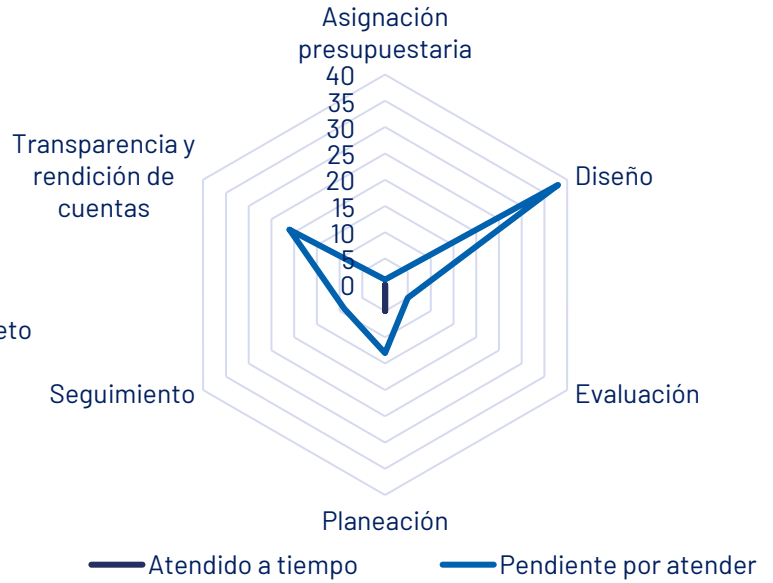 Asignación
presupuestaria
40
35
30
25
20
15
10
5
0
Transparencia y
rendición de
cuentas
Diseño
eto
Seguimiento
Evaluación
Planeación
Atendido a tiempo
Pendiente por atender